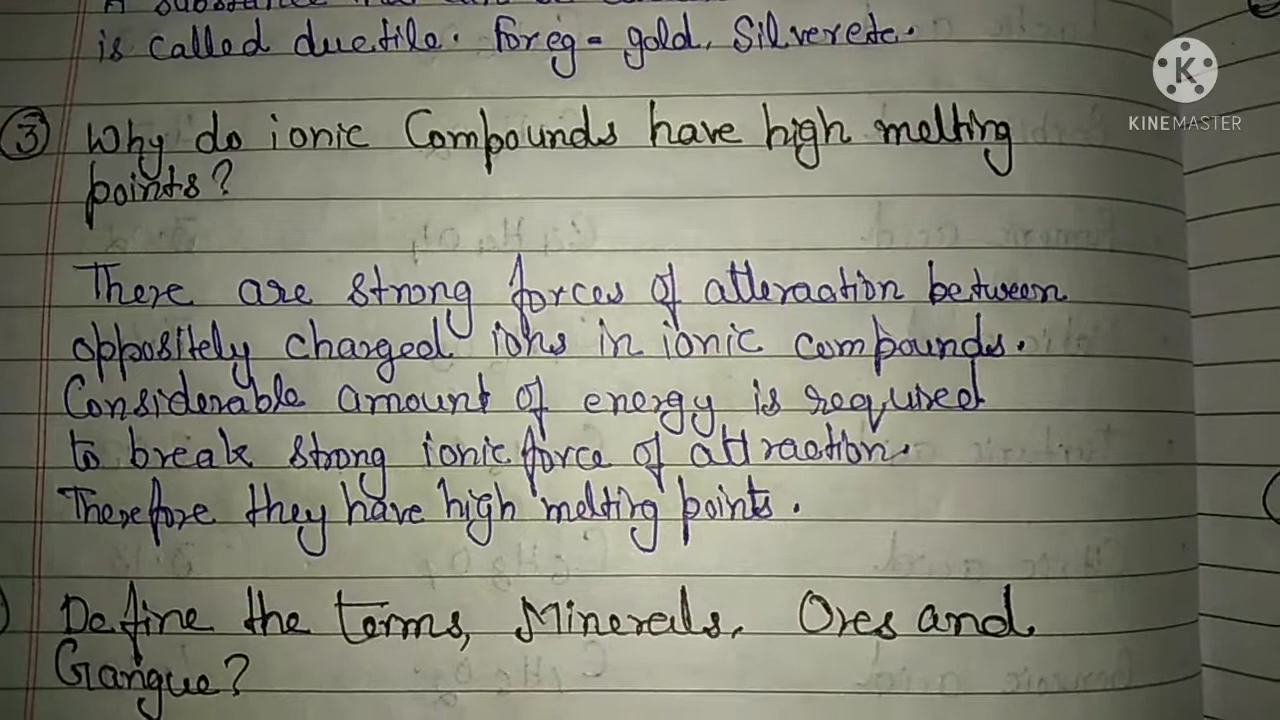 A substance
is called ductile. For eg - gold, Silver etc.
K
KINEMASTER
③ Why do ionic Compounds have high melting
points?
There are strong forces of atteraction between
oppositely charged ions in ionic compounds.
Considerable amount of energy is required
to break strong ionic force of attraction.
Therefore they have high melting points.
Define the terms, Minerals, Ores and
Gangue?